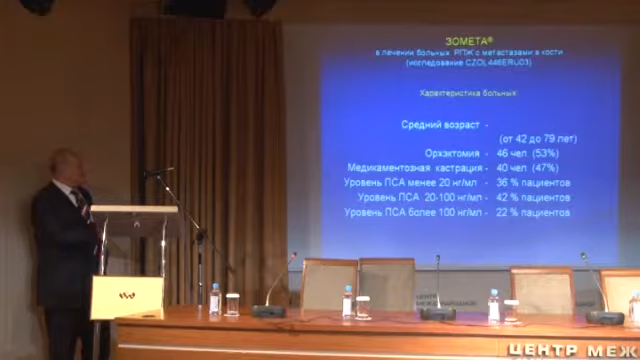 ЗОМЕТА®
в лечении больных РПЖ с метастазами в кости
(исследование CZOL446ERU03)
Характеристика больных
Средний возраст -
(от 42 до 79 лет)
Орхэктомия - 46 чел (53%)
Медикаментозная кастрация - 40 чел (47%)
Уровень ПСА менее 20 нг/мл - 36 % пациентов
Уровень ПСА 20-100 нг/мл - 42 % пациентов
Уровень ПСА более 100 нг/мл - 22 % пациентов
ЦЕНТР
МЕЖДУНАРОДНОЙ
ЦЕНТР МЕЖ